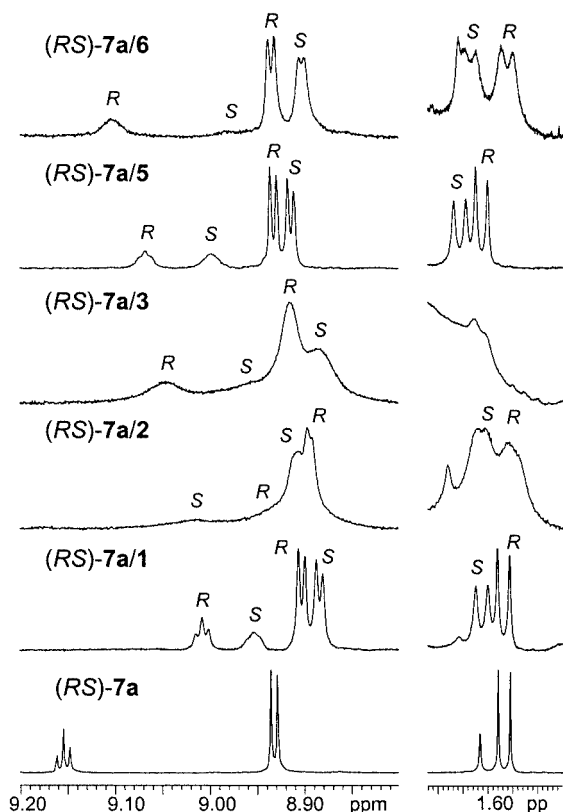 (RS)-7a/6 R S R S S R
(RS)-7a/5 R S R S S R
(RS)-7a/3 R S R S
(RS)-7a/2 S R S R S R
(RS)-7a/1 R S R S S R
(RS)-7a
9.20 9.10 9.00 8.90 ppm 1.60 pp